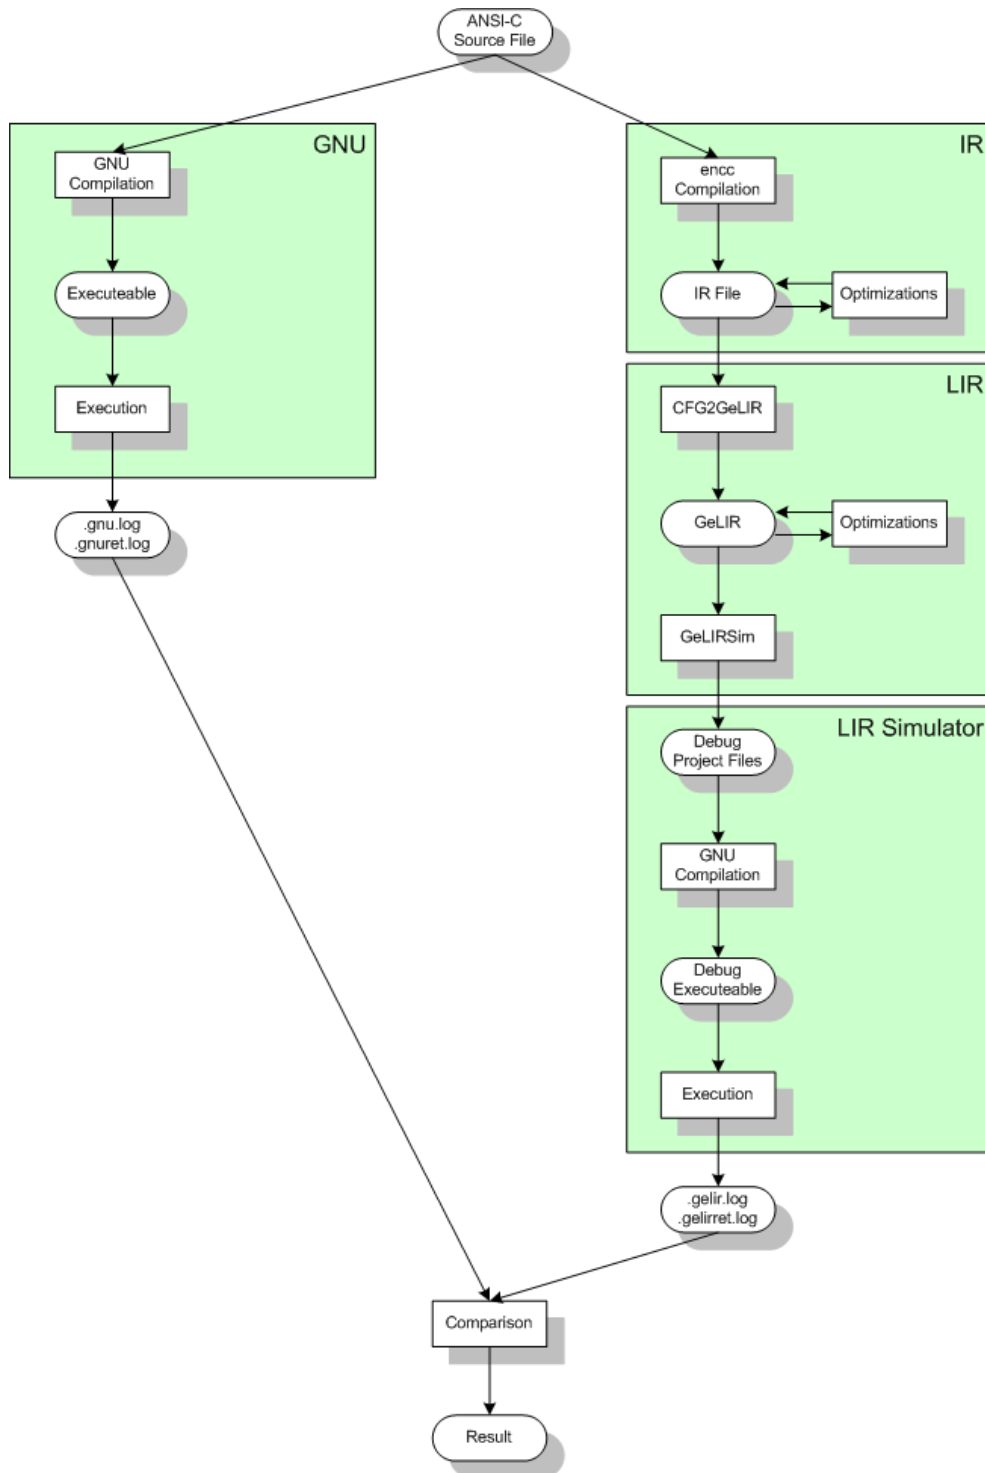 ANSI-C
Source File
GNU
GNU
Compilation
Executeable
Execution
.gnu.log
.gnuret.log
IR
encc
Compilation
IR File
Optimizations
LIR
CFG2GeLIR
GeLIR
Optimizations
GeLIRSim
LIR Simulator
Debug
Project Files
GNU
Compilation
Debug
Executeable
Execution
.gelir.log
.gelirret.log
Comparison
Result